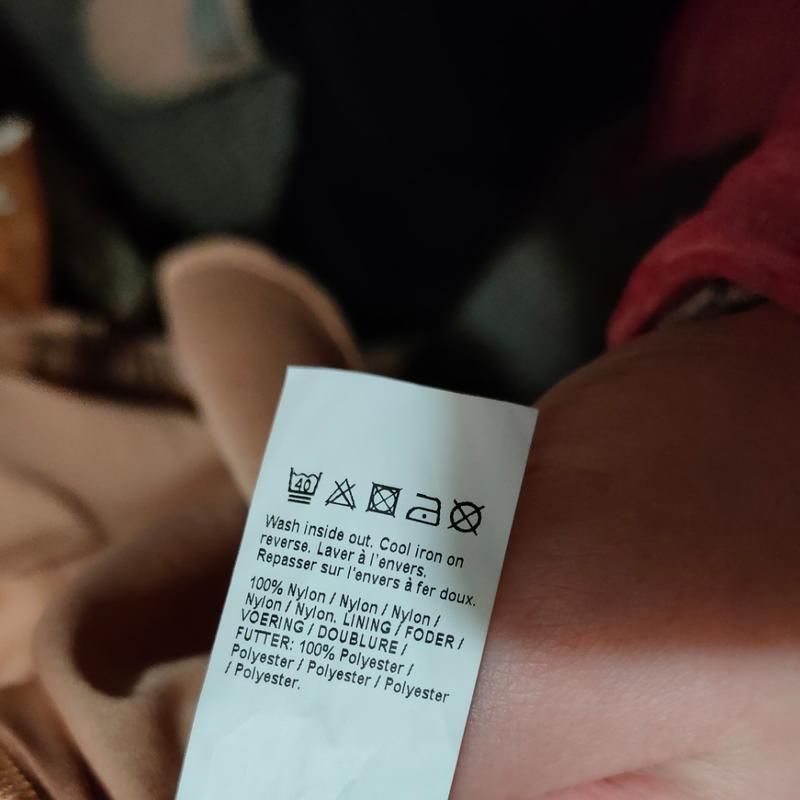 40
Wash inside out. Cool iron on
reverse. Laver à l'envers.
Repasser sur l'envers à fer doux.
100% Nylon / Nylon / Nylon /
Nylon / Nylon. LINING / FODER /
VOERING / DOUBLURE /
FUTTER: 100% Polyester /
Polyester / Polyester / Polyester
/ Polyester.